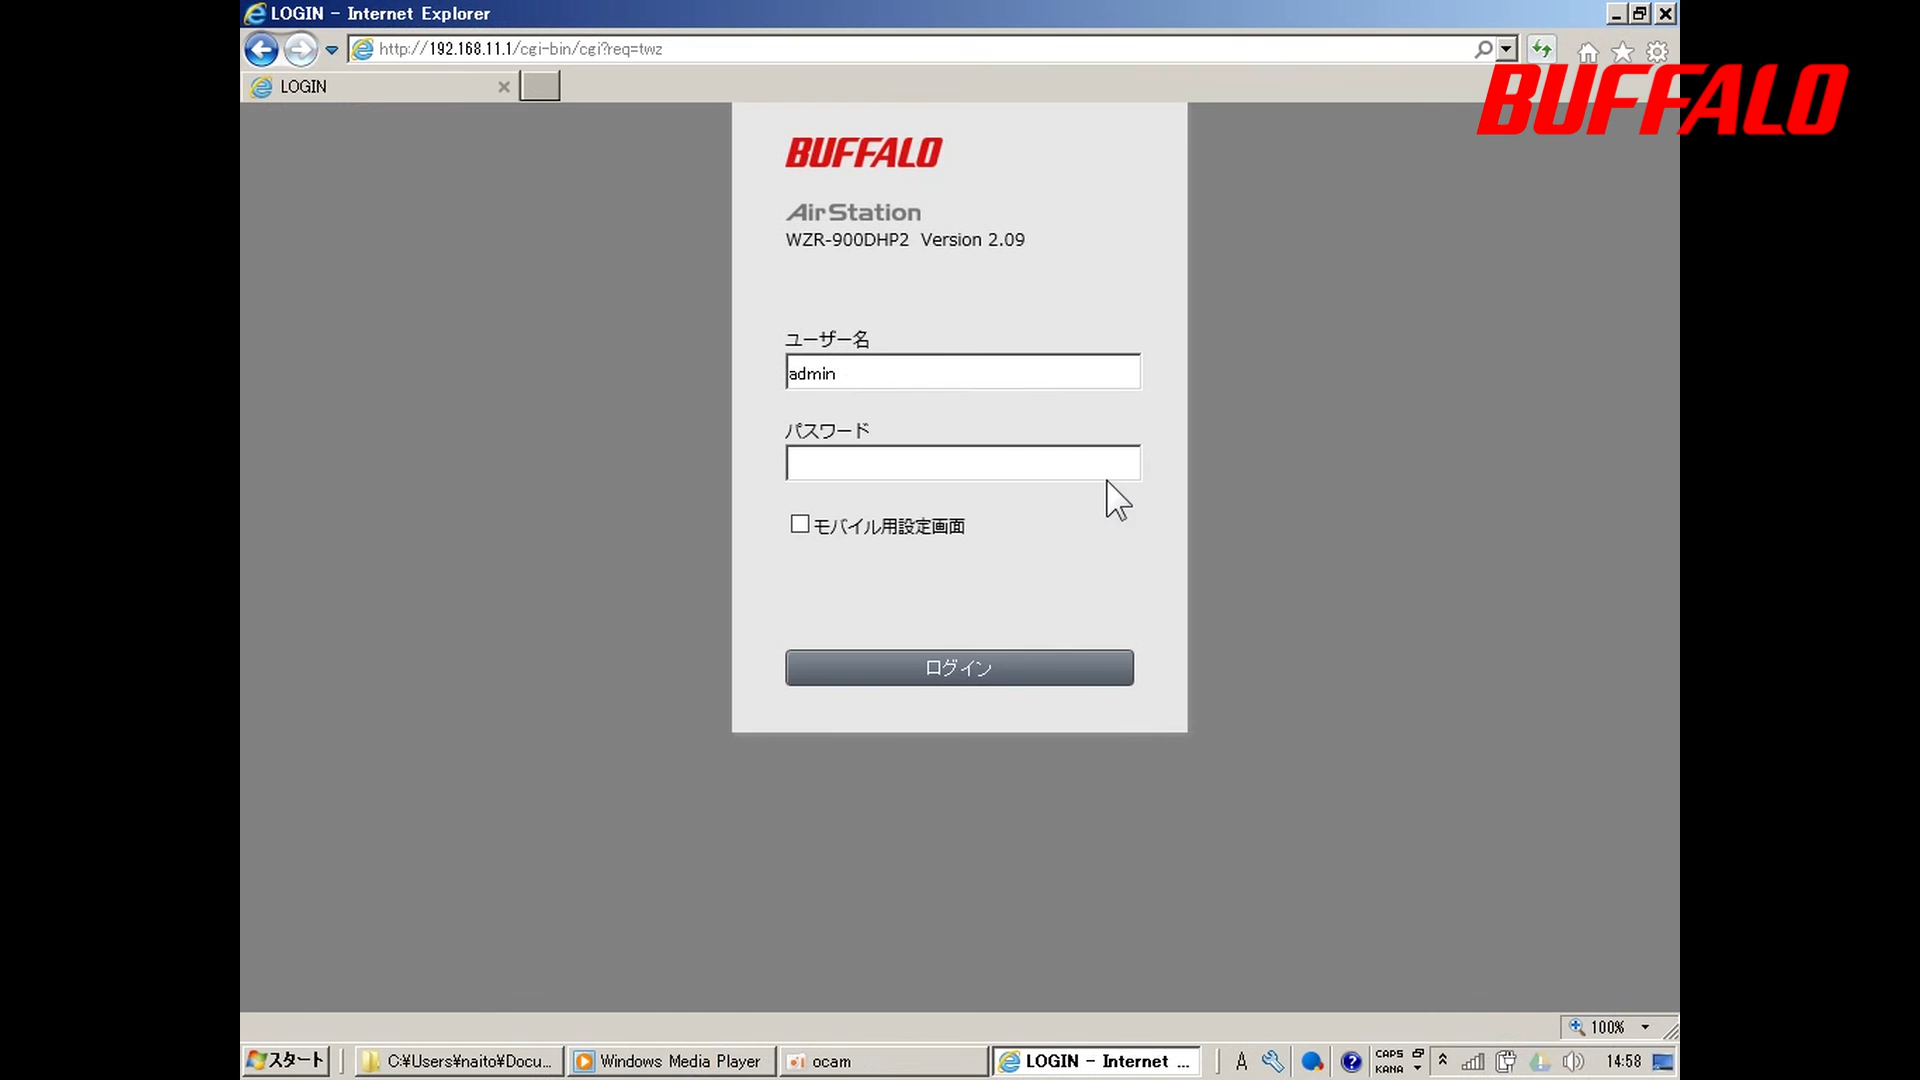 LOGIN - Internet Explorer
http://192.168.11.1/cgi-bin/cgi?req=twz
LOGIN
BUFFALO
BUFFALO
AirStation
WZR-900DHP2 Version 2.09
ユーザー名
admin
パスワード
モバイル用設定画面
ログイン
100%
スタート
C:¥Users¥naito¥Docu...
Windows Media Player
ocam
LOGIN - Internet ...
A
CAPS
KANA
14:58